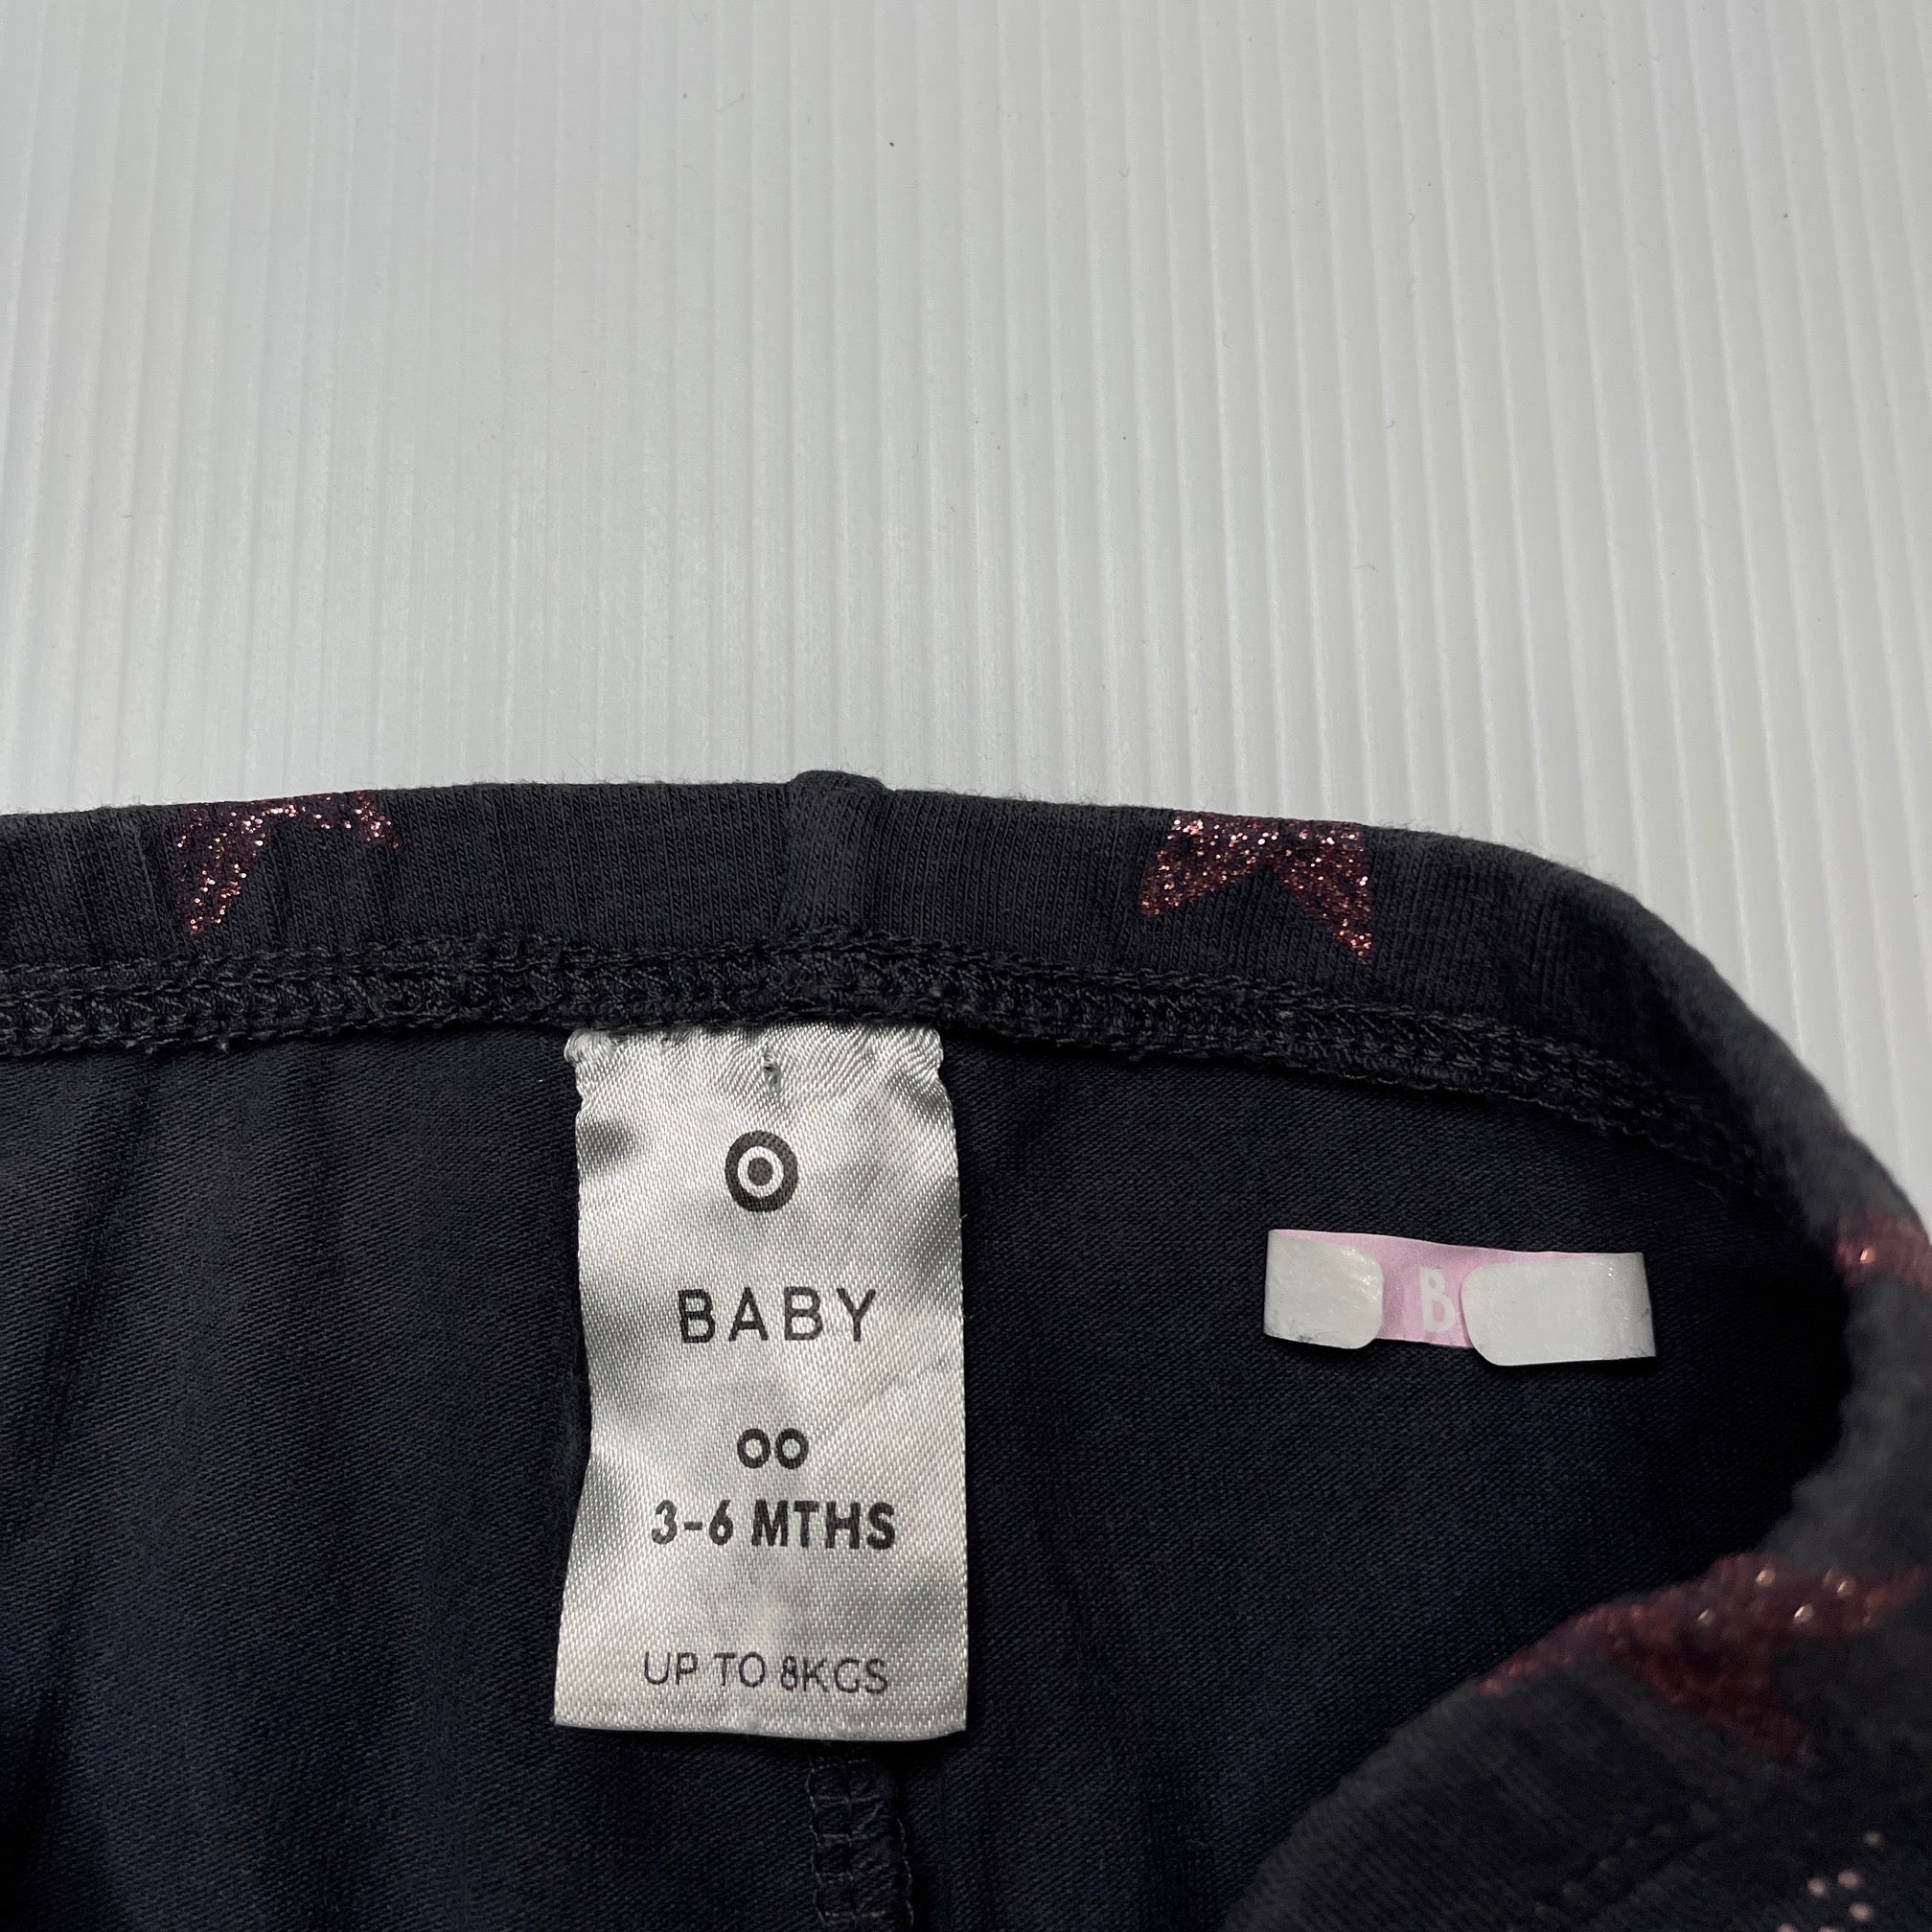 BABY
00
3-6 MTHS
UP TO 8KGS
B